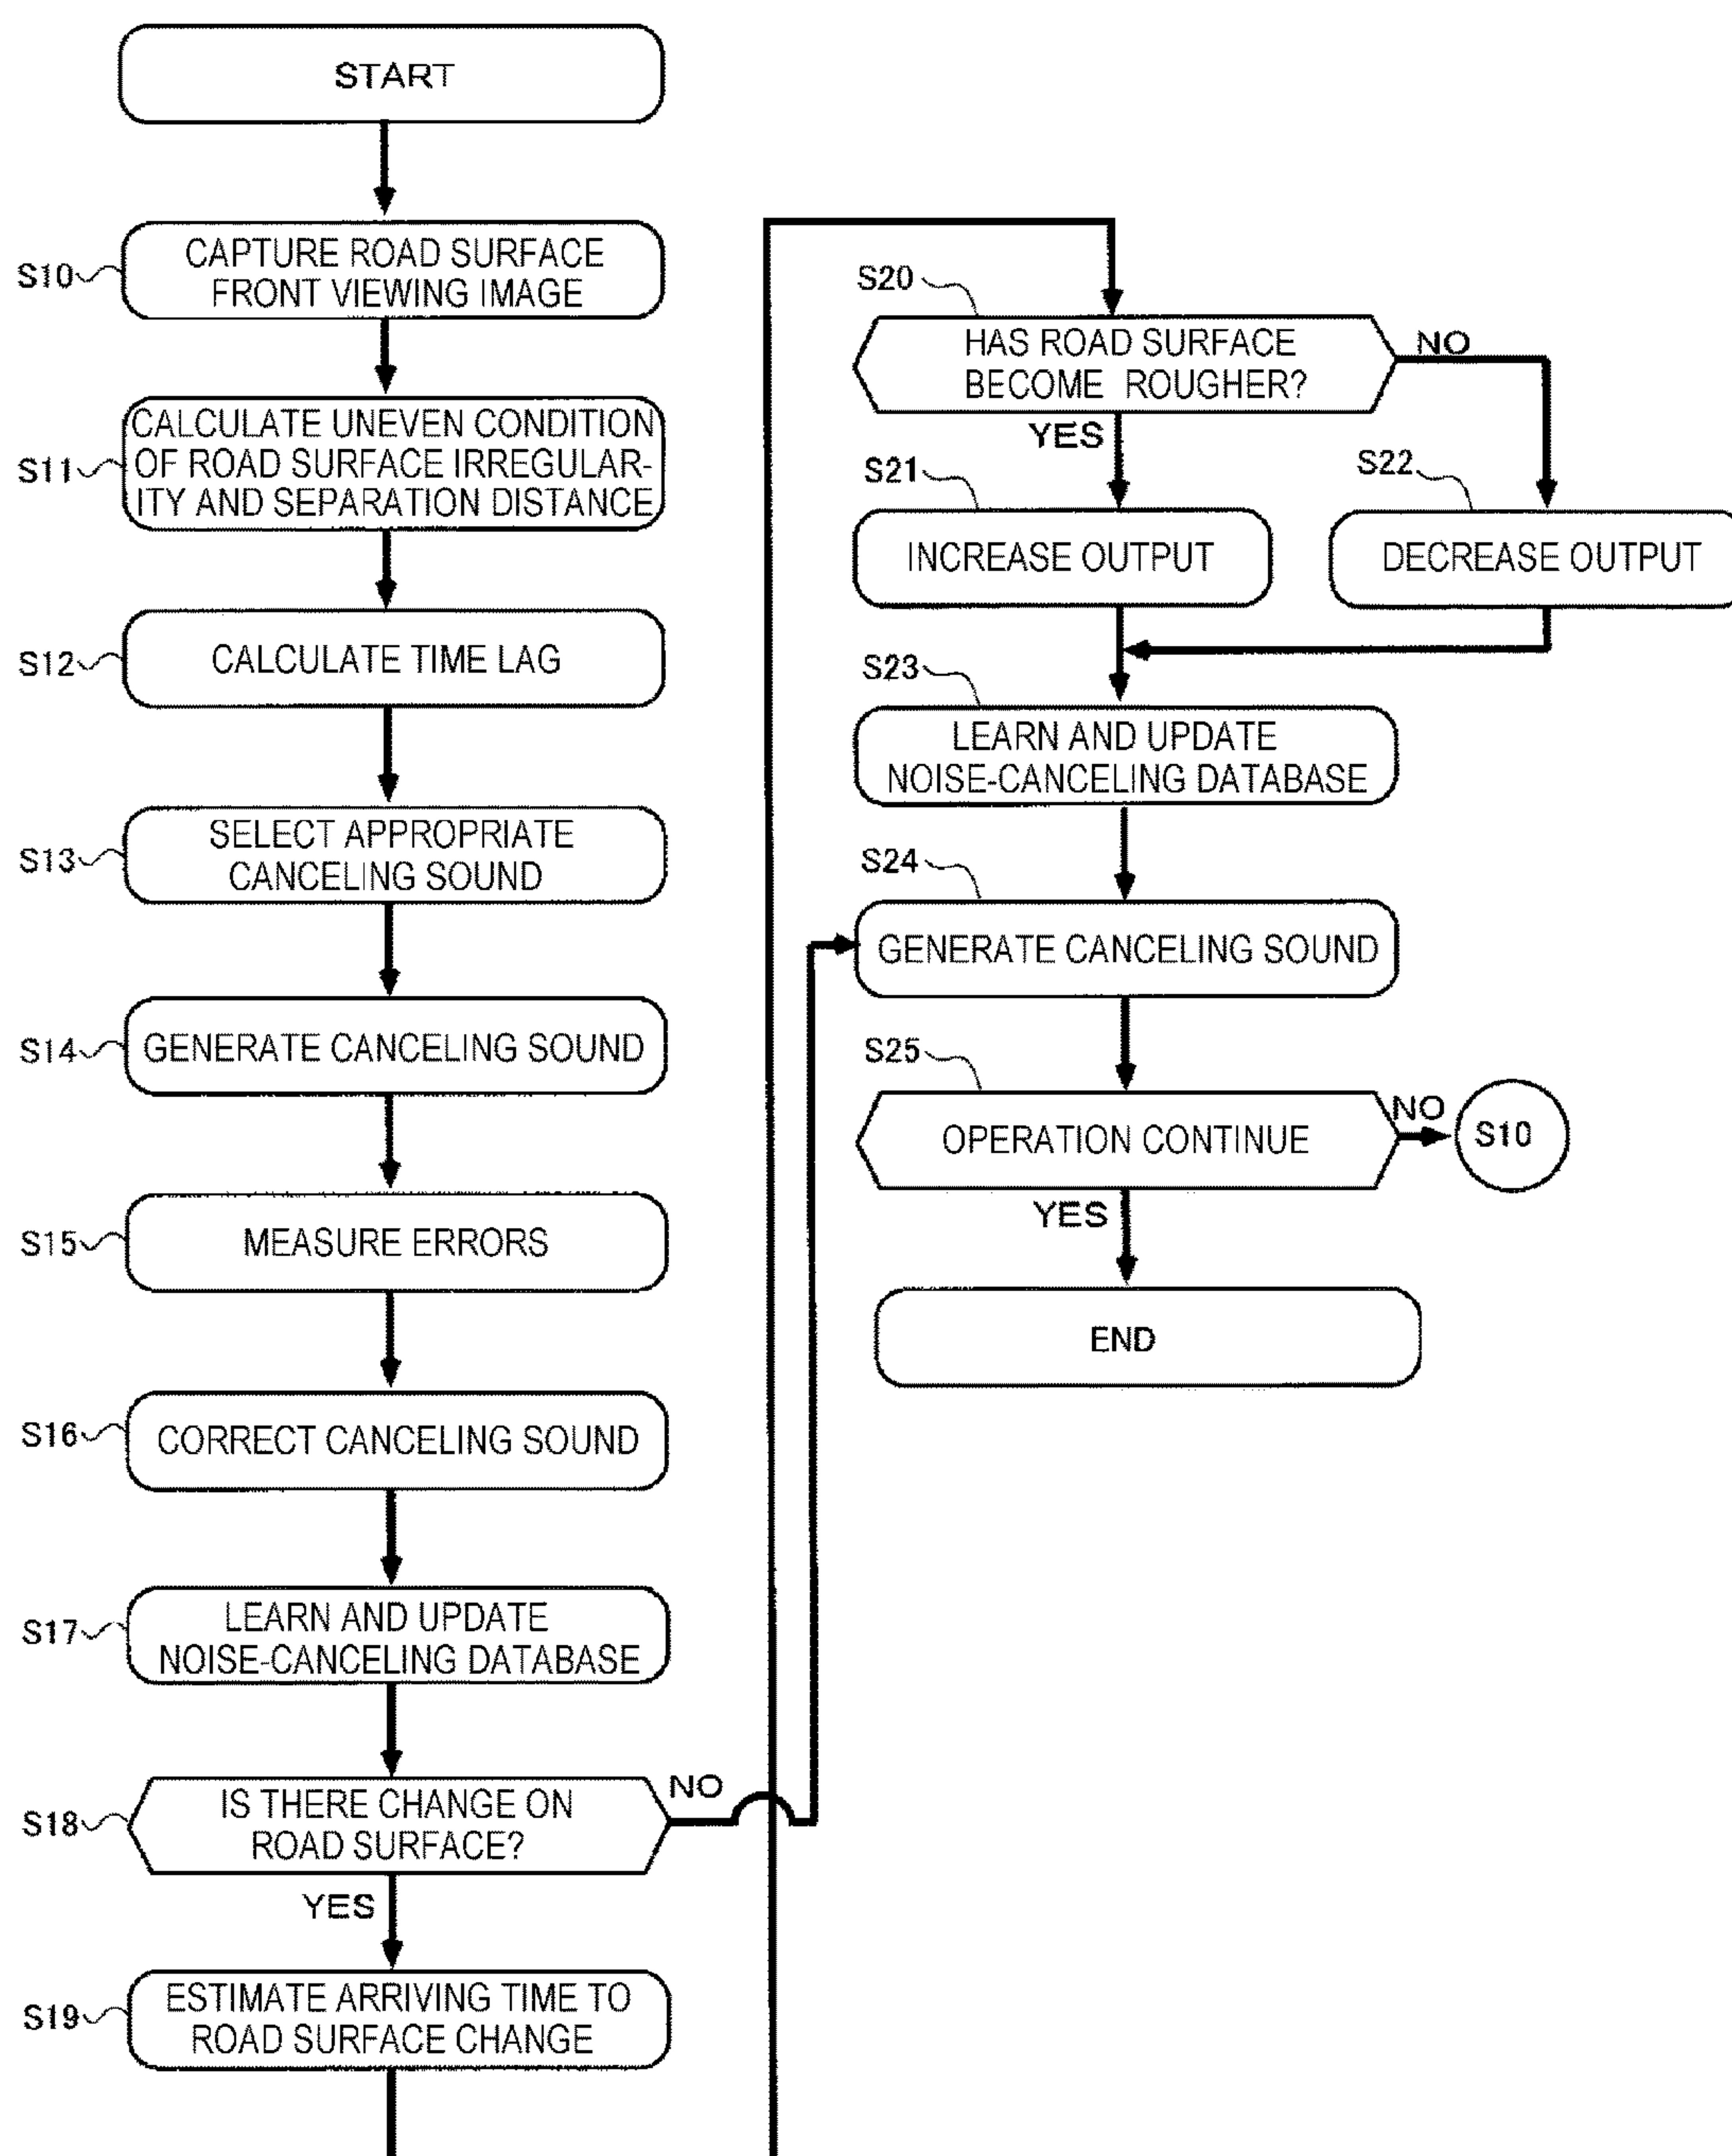 START
S10
CAPTURE ROAD SURFACE
FRONT VIEWING IMAGE
S11
CALCULATE UNEVEN CONDITION
OF ROAD SURFACE IRREGULAR-
ITY AND SEPARATION DISTANCE
S12
CALCULATE TIME LAG
S13
SELECT APPROPRIATE
CANCELING SOUND
S14
GENERATE CANCELING SOUND
S15
MEASURE ERRORS
S16
CORRECT CANCELING SOUND
S17
LEARN AND UPDATE
NOISE-CANCELING DATABASE
S18
IS THERE CHANGE ON
ROAD SURFACE?
NO
YES
S19
ESTIMATE ARRIVING TIME TO
ROAD SURFACE CHANGE
S20
HAS ROAD SURFACE
BECOME ROUGHER?
NO
YES
S21
INCREASE OUTPUT
S22
DECREASE OUTPUT
S23
LEARN AND UPDATE
NOISE-CANCELING DATABASE
S24
GENERATE CANCELING SOUND
S25
OPERATION CONTINUE
NO
S10
YES
END